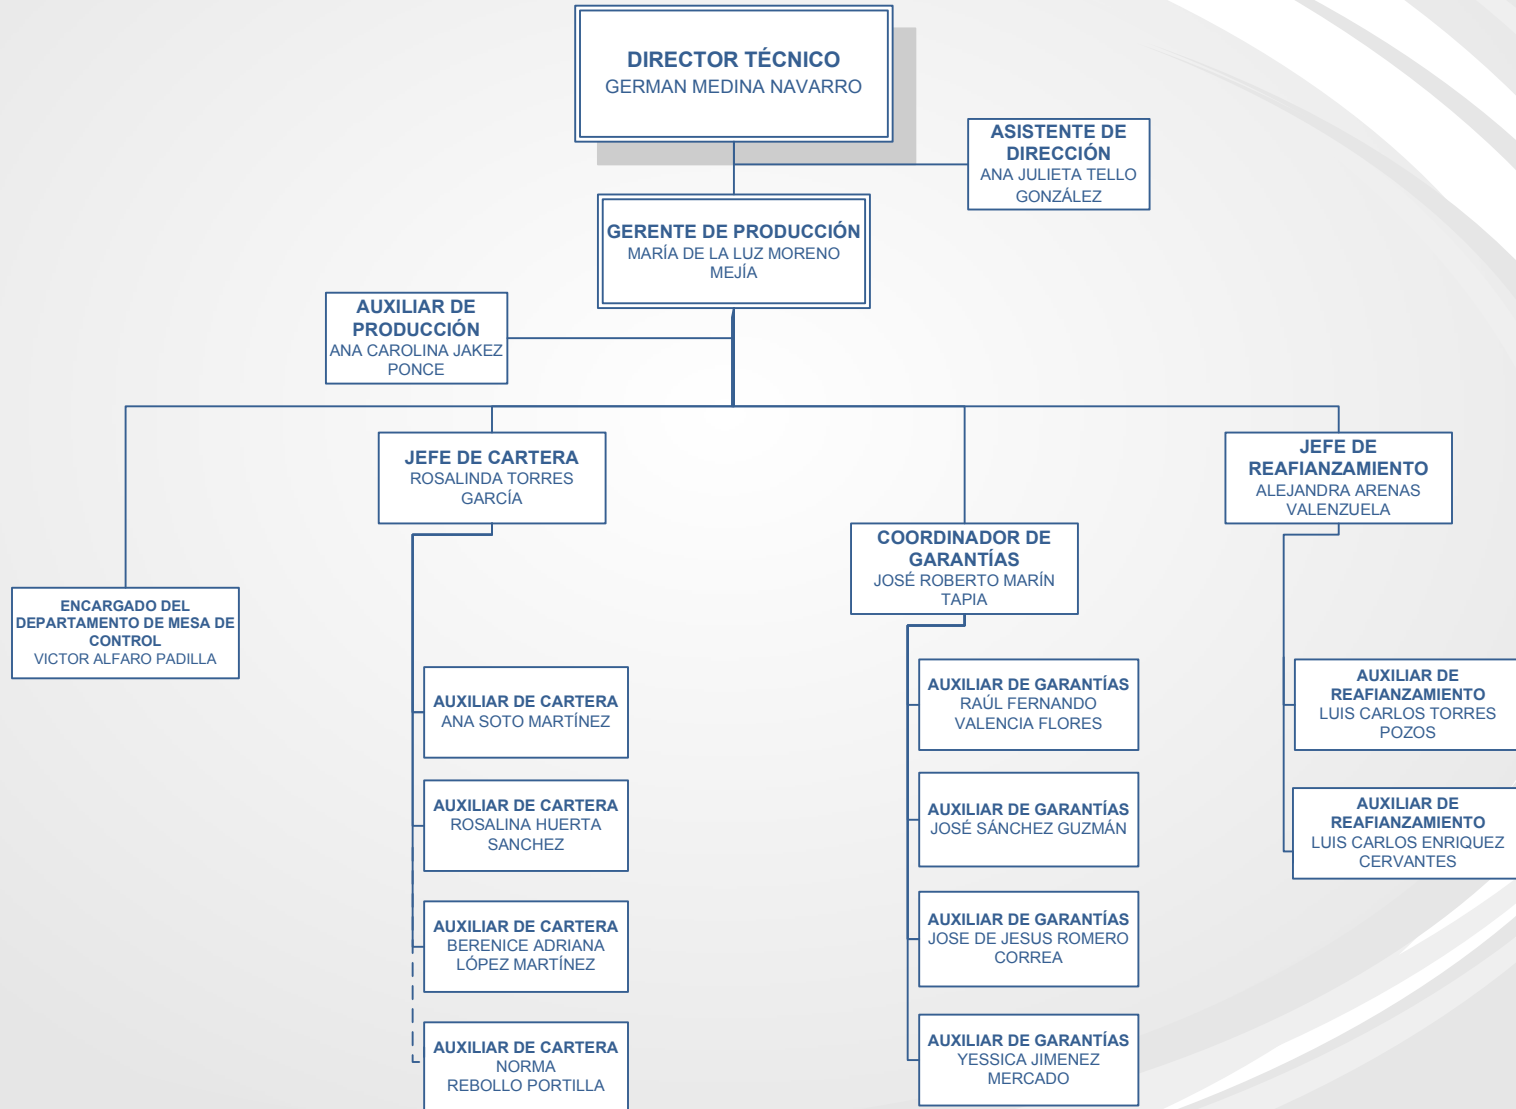 DIRECTOR TÉCNICO
GERMAN MEDINA NAVARRO
ASISTENTE DE
DIRECCIÓN
ANA JULIETA TELLO
GONZÁLEZ
GERENTE DE PRODUCCIÓN
MARÍA DE LA LUZ MORENO
MEJÍA
AUXILIAR DE
PRODUCCIÓN
ANA CAROLINA JAKEZ
PONCE
JEFE DE CARTERA
ROSALINDA TORRES
GARCÍA
JEFE DE
REAFIANZAMIENTO
ALEJANDRA ARENAS
VALENZUELA
COORDINADOR DE
GARANTÍAS
JOSÉ ROBERTO MARÍN
TAPIA
ENCARGADO DEL
DEPARTAMENTO DE MESA DE
CONTROL
VICTOR ALFARO PADILLA
AUXILIAR DE CARTERA
ANA SOTO MARTÍNEZ
AUXILIAR DE CARTERA
ROSALINA HUERTA
SANCHEZ
AUXILIAR DE CARTERA
BERENICE ADRIANA
LÓPEZ MARTÍNEZ
AUXILIAR DE CARTERA
NORMA
REBOLLO PORTILLA
AUXILIAR DE GARANTÍAS
RAÚL FERNANDO
VALENCIA FLORES
AUXILIAR DE GARANTÍAS
JOSÉ SÁNCHEZ GUZMÁN
AUXILIAR DE GARANTÍAS
JOSE DE JESUS ROMERO
CORREA
AUXILIAR DE GARANTÍAS
YESSICA JIMENEZ
MERCADO
AUXILIAR DE
REAFIANZAMIENTO
LUIS CARLOS TORRES
POZOS
AUXILIAR DE
REAFIANZAMIENTO
LUIS CARLOS ENRIQUEZ
CERVANTES